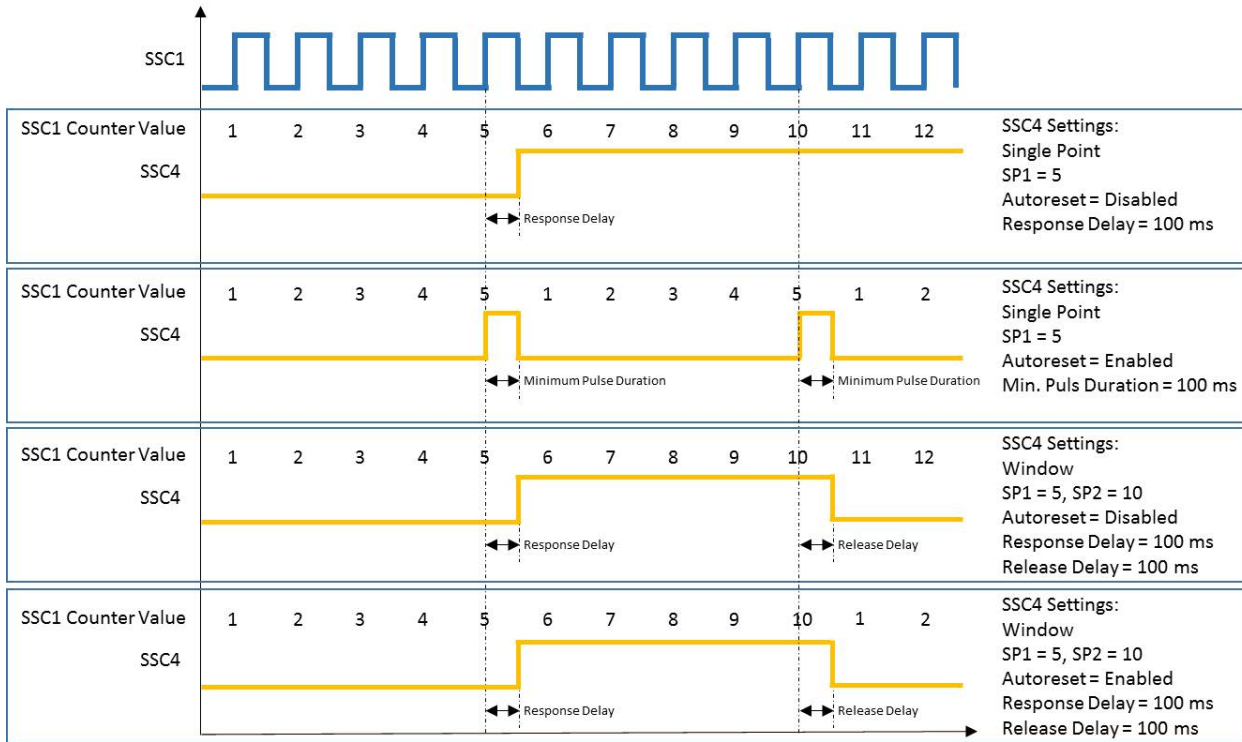 SSC1
SSC1 Counter Value 1 2 3 4 5 6 7 8 9 10 11 12
SSC4
Response Delay
SSC4 Settings:
Single Point
SP1 = 5
Autoreset = Disabled
Response Delay = 100 ms
SSC1 Counter Value 1 2 3 4 5 1 2 3 4 5 1 2
SSC4
Minimum Pulse Duration Minimum Pulse Duration
SSC4 Settings:
Single Point
SP1 = 5
Autoreset = Enabled
Min. Puls Duration = 100 ms
SSC1 Counter Value 1 2 3 4 5 6 7 8 9 10 11 12
SSC4
Response Delay Release Delay
SSC4 Settings:
Window
SP1 = 5, SP2 = 10
Autoreset = Disabled
Response Delay = 100 ms
Release Delay = 100 ms
SSC1 Counter Value 1 2 3 4 5 6 7 8 9 10 1 2
SSC4
Response Delay Release Delay
SSC4 Settings:
Window
SP1 = 5, SP2 = 10
Autoreset = Enabled
Response Delay = 100 ms
Release Delay = 100 ms